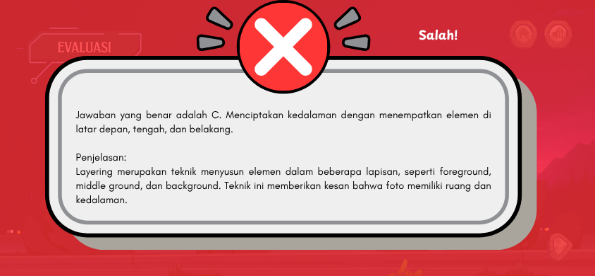 EVALUASI
Salah!
Jawaban yang benar adalah C. Menciptakan kedalaman dengan menempatkan elemen di
latar depan, tengah, dan belakang.
Penjelasan:
Layering merupakan teknik menyusun elemen dalam beberapa lapisan, seperti foreground,
middle ground, dan background. Teknik ini memberikan kesan bahwa foto memiliki ruang dan
kedalaman.